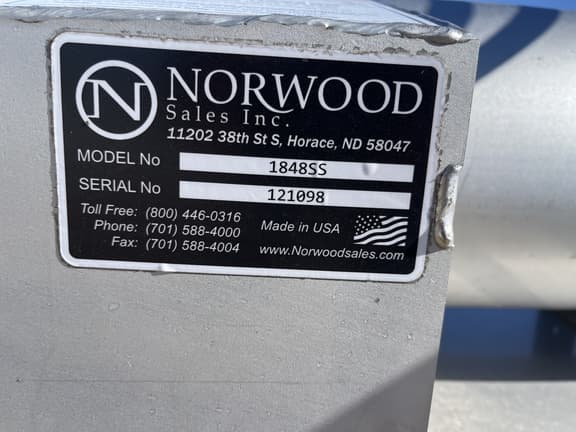 N NORWOOD
Sales Inc.
11202 38th St S, Horace, ND 58047
MODEL No 1848SS
SERIAL No 121098
Toll Free: (800) 446-0316
Phone: (701) 588-4000
Fax: (701) 588-4004
Made in USA
www.Norwoodsales.com